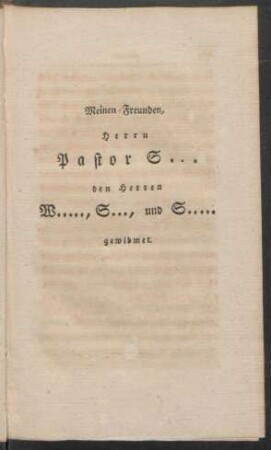 Meinen Freunden,
Herrn
Pastor S...
den Herren
W....., S..., und S.....
gewidmet.